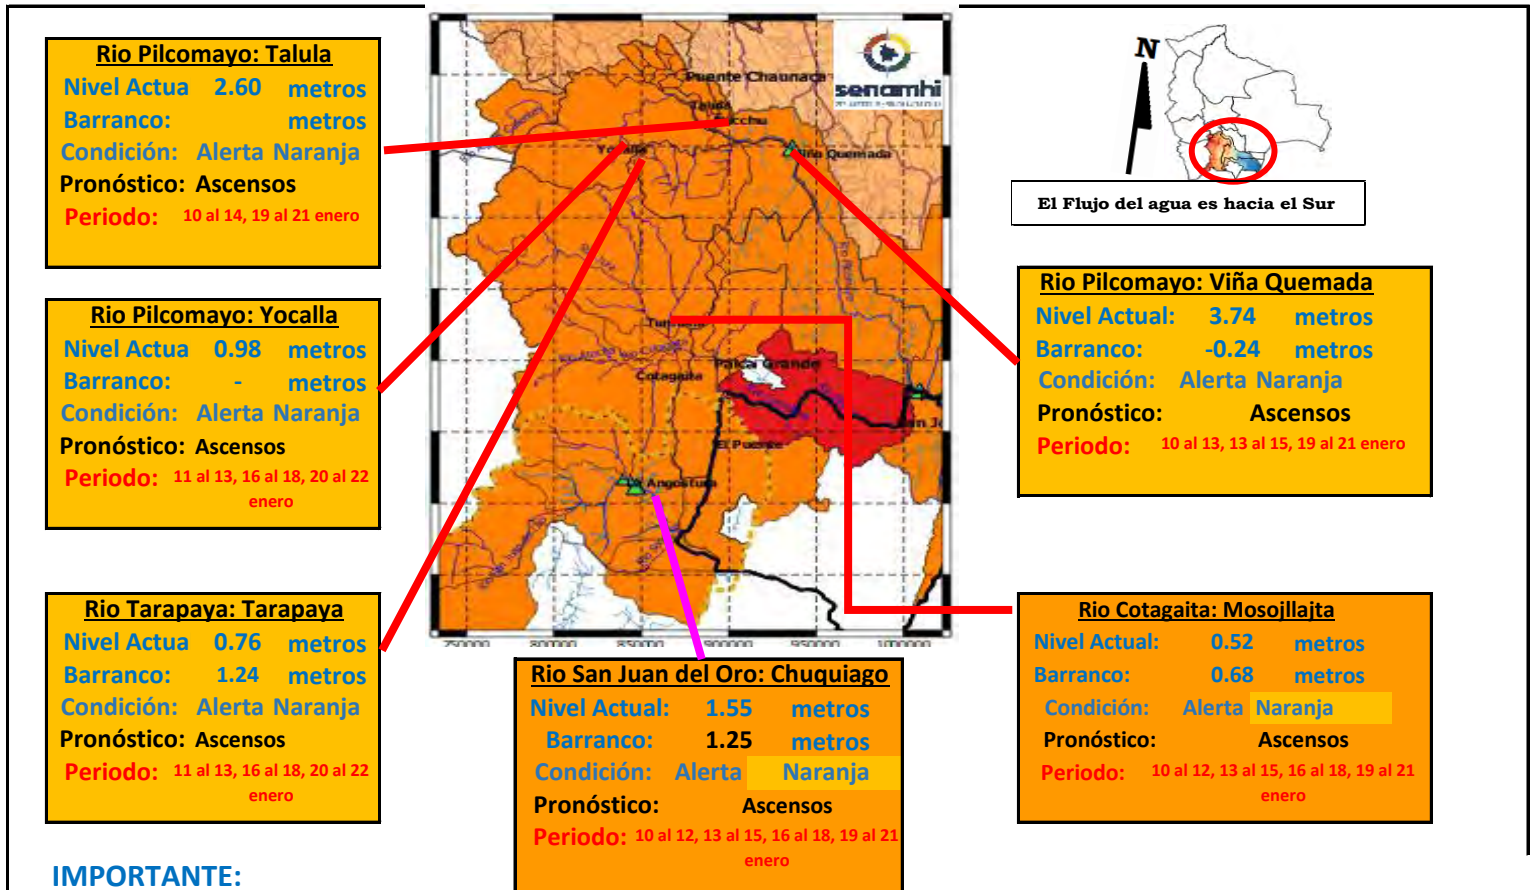 Rio Pilcomayo: Talula
Nivel Actua 2.60 metros
Barranco: metros
Condición: Alerta Naranja
Pronóstico: Ascensos
Periodo: 10 al 14, 19 al 21 enero
Rio Pilcomayo: Yocalla
Nivel Actua 0.98 metros
Barranco: - metros
Condición: Alerta Naranja
Pronóstico: Ascensos
Periodo: 11 al 13, 16 al 18, 20 al 22
enero
Rio Tarapaya: Tarapaya
Nivel Actua 0.76 metros
Barranco: 1.24 metros
Condición: Alerta Naranja
Pronóstico: Ascensos
Periodo: 11 al 13, 16 al 18, 20 al 22
enero
IMPORTANTE:
senamhi
Puente Chaunaca
Talula
Yocalla
Viña Quemada
Tumusla
Palca Grande
Cotagaita
El Puente
Angostura
750000 800000 850000 900000 950000 1000000
Rio San Juan del Oro: Chuquiago
Nivel Actual: 1.55 metros
Barranco: 1.25 metros
Condición: Alerta Naranja
Pronóstico: Ascensos
Periodo: 10 al 12, 13 al 15, 16 al 18, 19 al 21
enero
N
El Flujo del agua es hacia el Sur
Rio Pilcomayo: Viña Quemada
Nivel Actual: 3.74 metros
Barranco: -0.24 metros
Condición: Alerta Naranja
Pronóstico: Ascensos
Periodo: 10 al 13, 13 al 15, 19 al 21 enero
Rio Cotagaita: Mosojllajta
Nivel Actual: 0.52 metros
Barranco: 0.68 metros
Condición: Alerta Naranja
Pronóstico: Ascensos
Periodo: 10 al 12, 13 al 15, 16 al 18, 19 al 21
enero